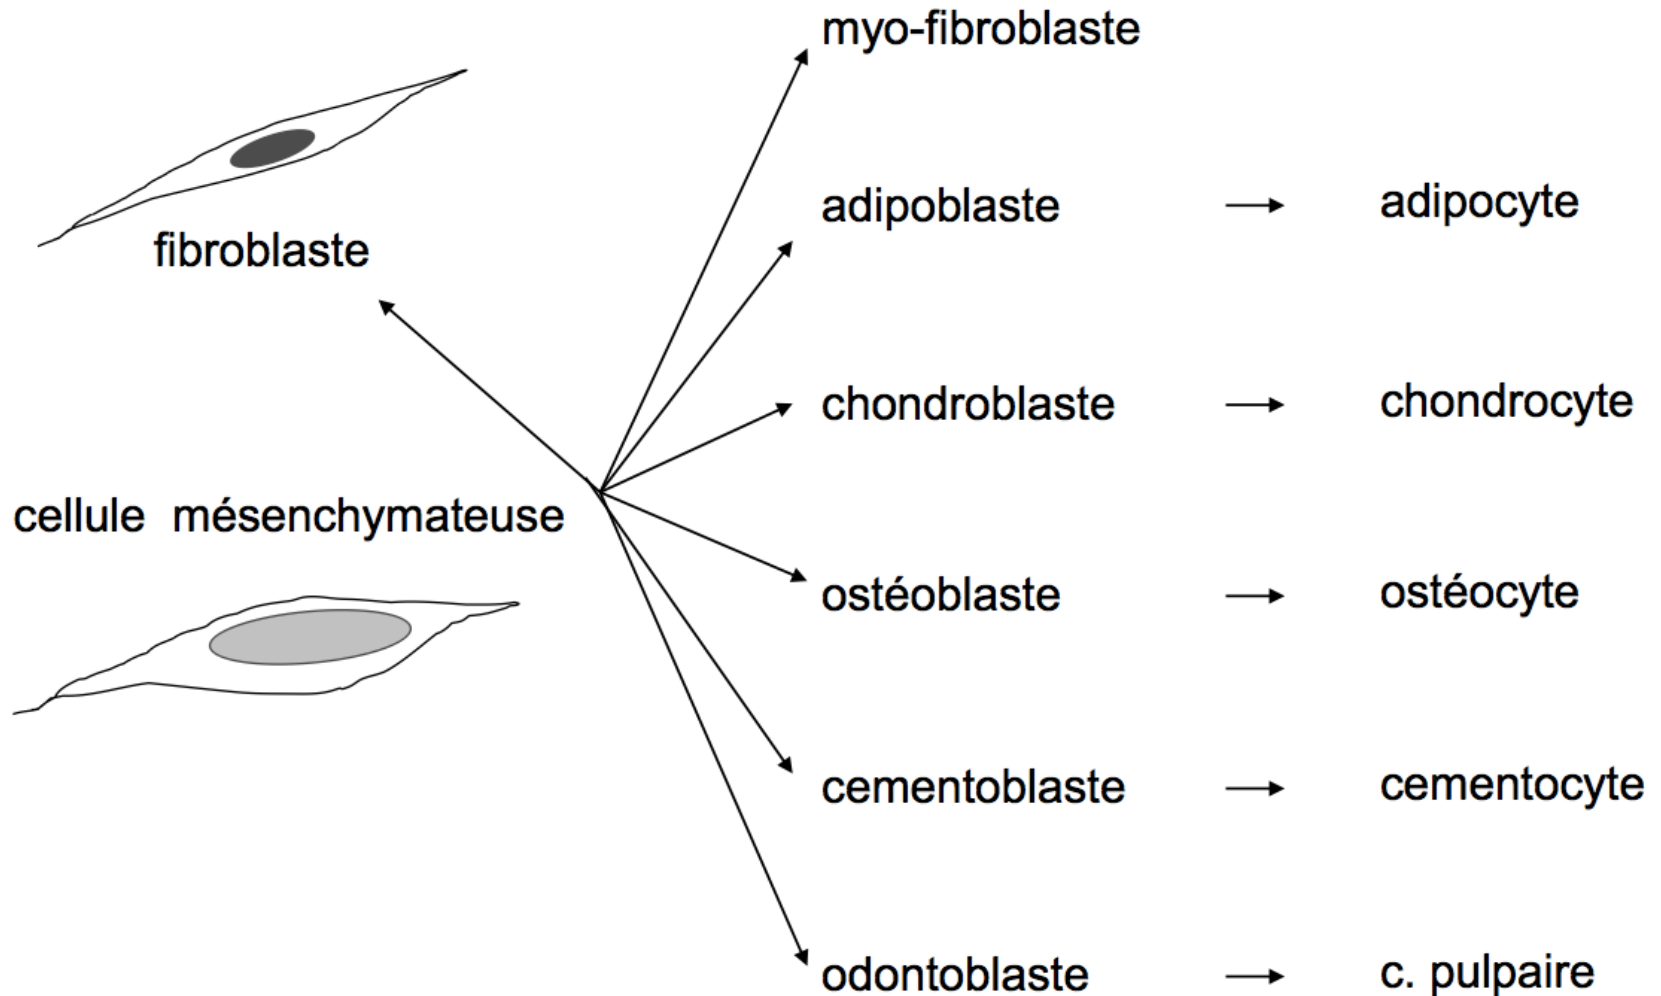 myo-fibroblaste
fibroblaste
adipoblaste → adipocyte
chondroblaste → chondrocyte
cellule mésenchymateuse
ostéoblaste → ostéocyte
cementoblaste → cementocyte
odontoblaste → c. pulpaire